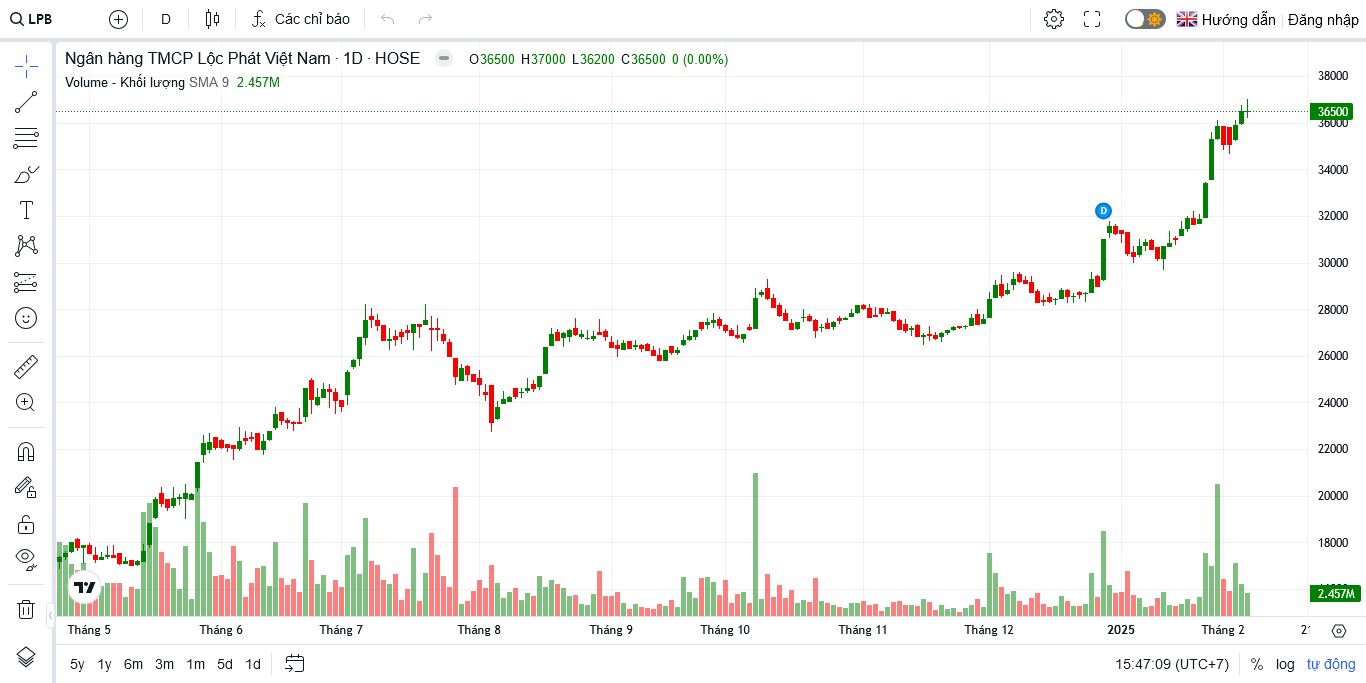 LPB D Các chỉ báo Hướng dẫn Đăng nhập
Ngân hàng TMCP Lộc Phát Việt Nam · 1D · HOSE O36500 H37000 L36200 C36500 0 (0.00%)
Volume - Khối lượng SMA 9 2.457M
38000
36500
36000
34000
D
32000
30000
28000
26000
24000
22000
20000
18000
2.457M
Tháng 5 Tháng 6 Tháng 7 Tháng 8 Tháng 9 Tháng 10 Tháng 11 Tháng 12 2025 Tháng 2
5y 1y 6m 3m 1m 5d 1d 15:47:09 (UTC+7) % log tự động